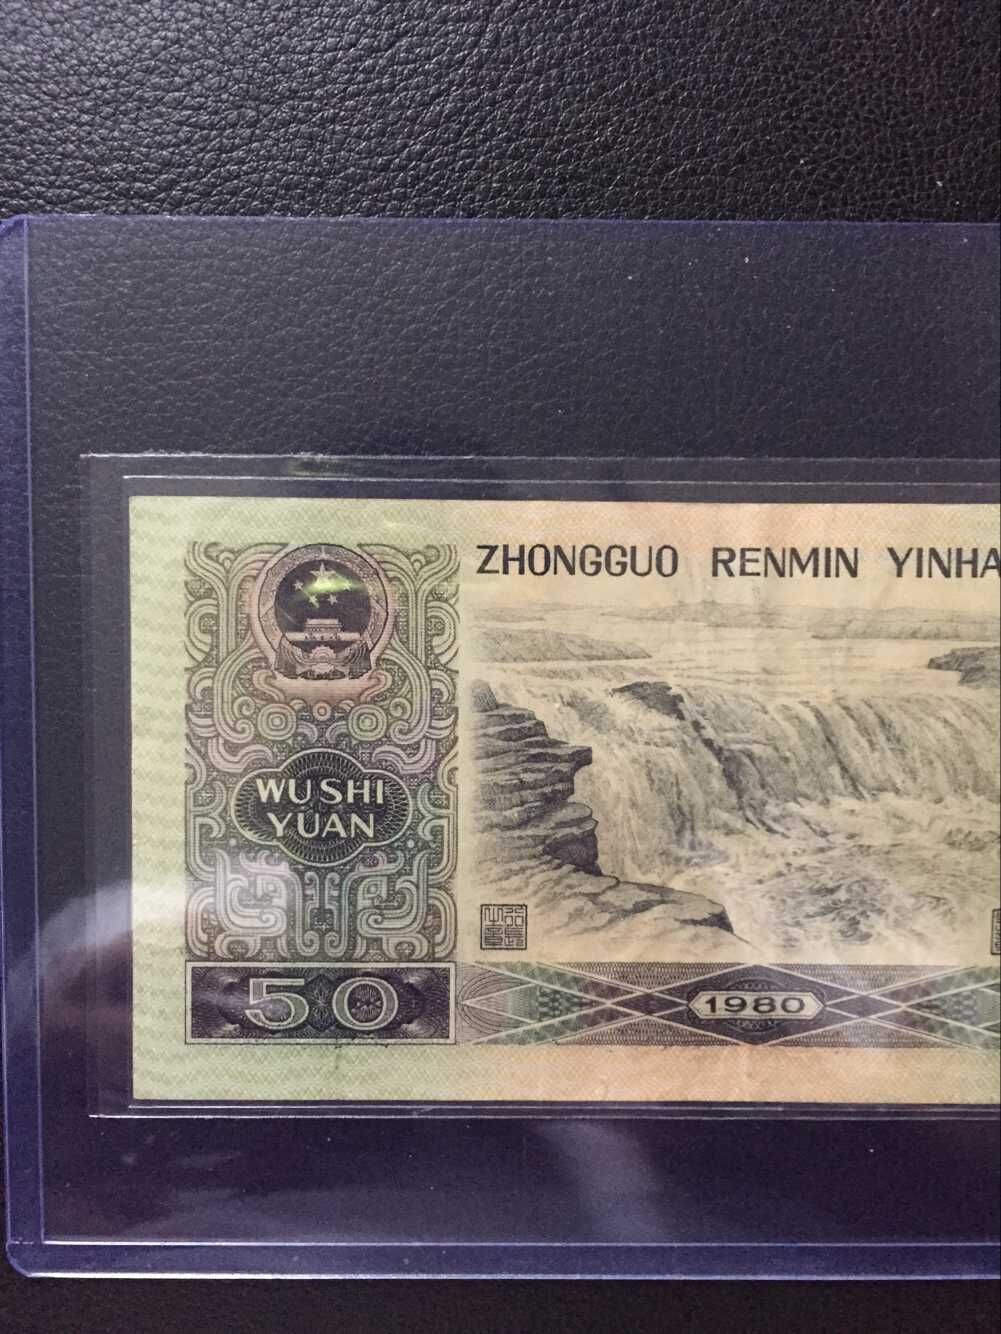 ZHONGGUO RENMIN YINHA
WU SHI
YUAN
50
1980